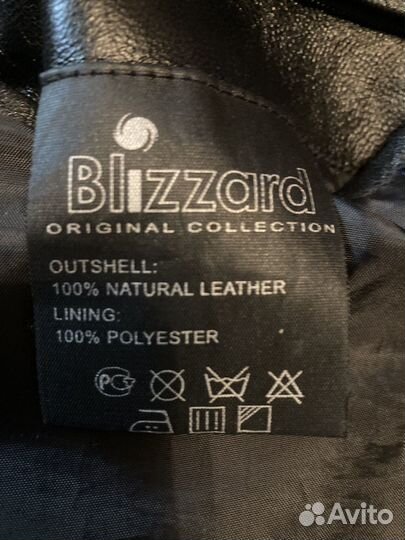 Blizzard
ORIGINAL COLLECTION
OUTSHELL:
100% NATURAL LEATHER
LINING:
100% POLYESTER
Avito